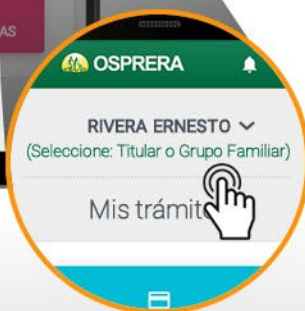 AS
OSPRERA
RIVERA ERNESTO
(Seleccione: Titular o Grupo Familiar)
Mis trámit